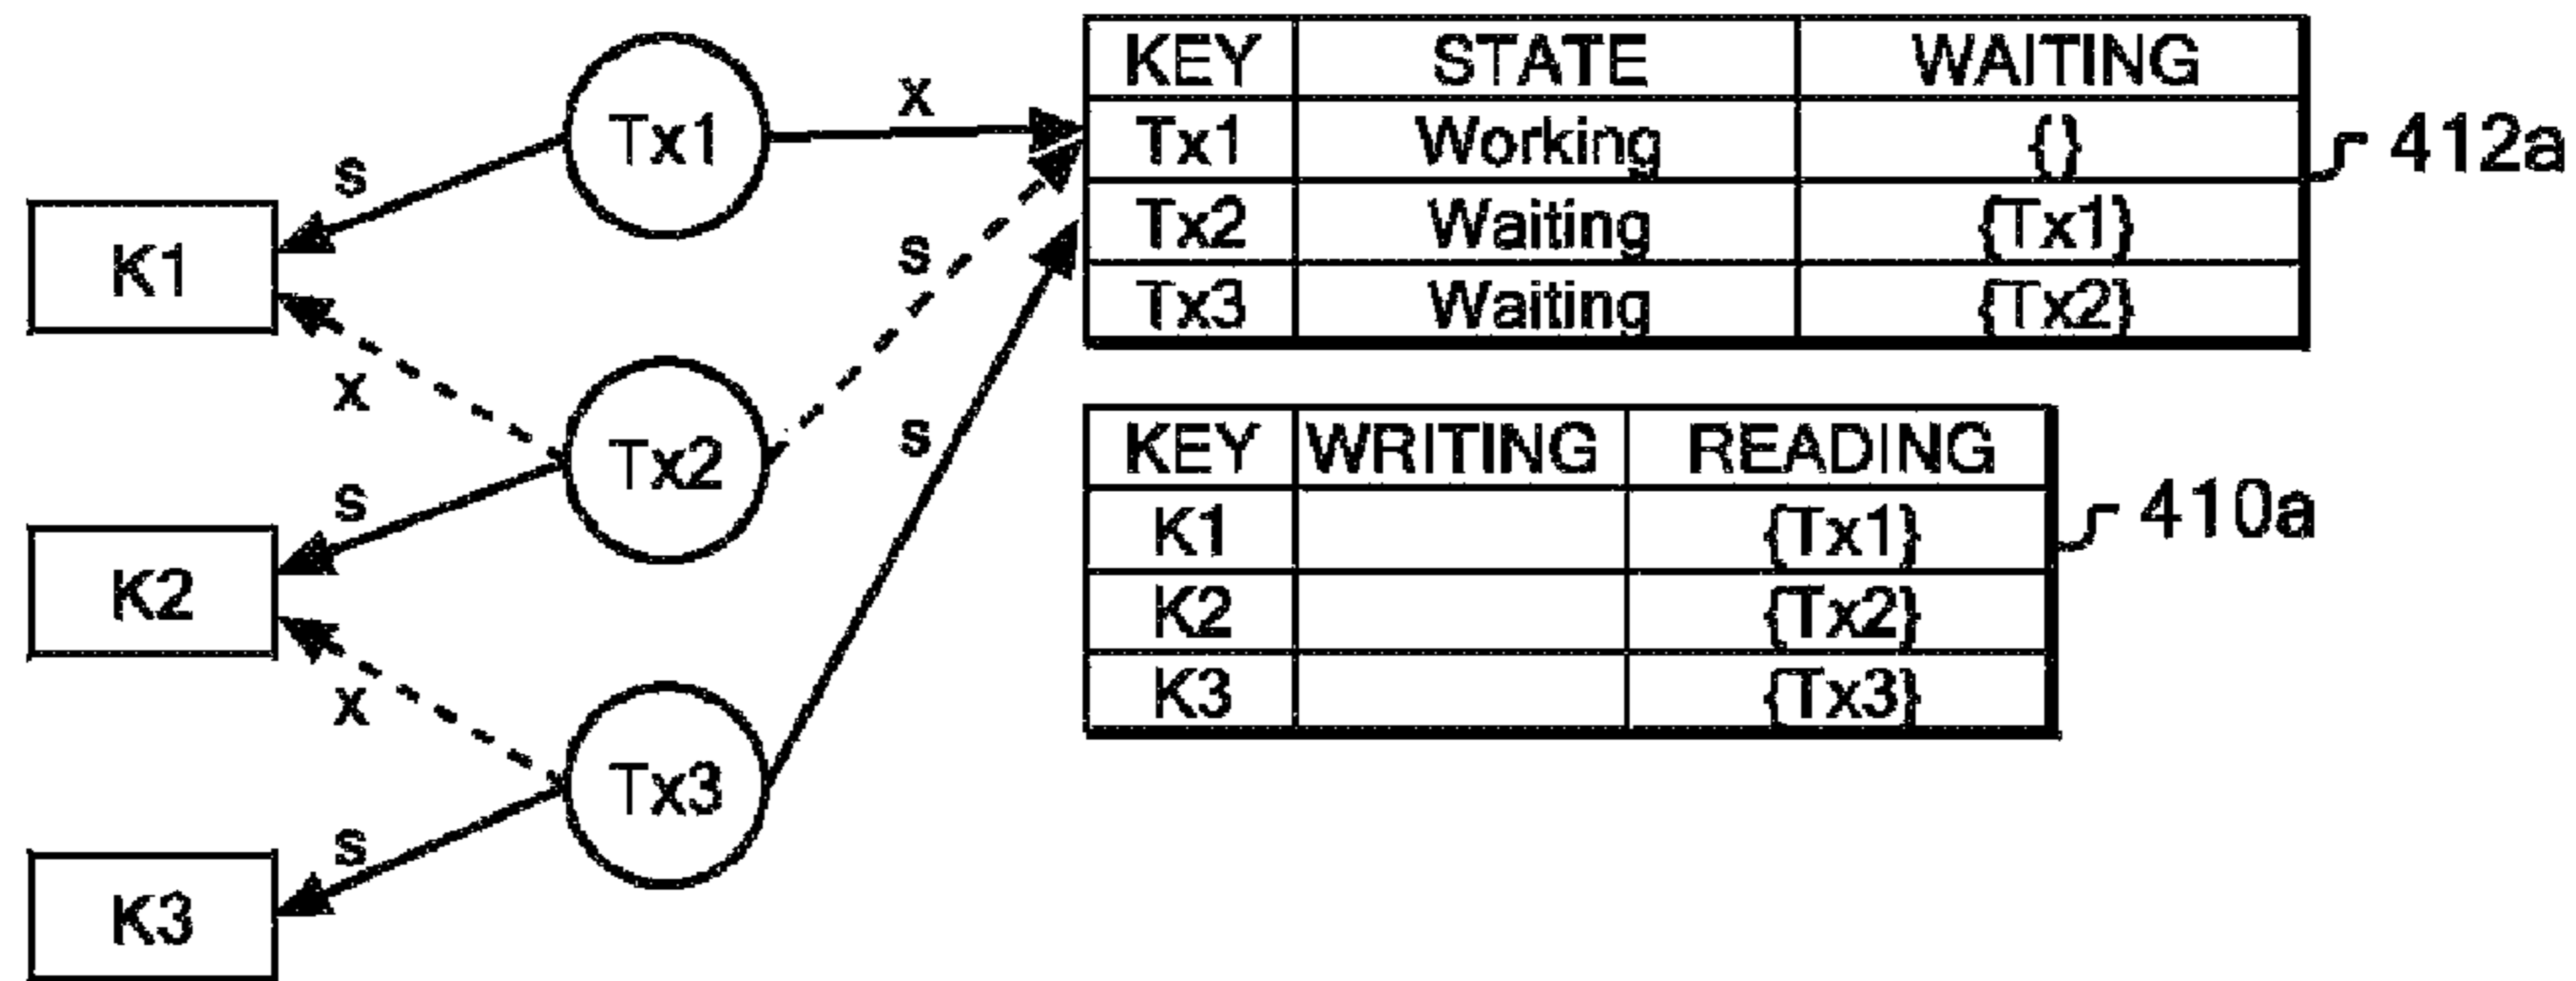 KEY STATE WAITING
Tx1 Working {}
Tx2 Waiting {Tx1}
Tx3 Waiting {Tx2}
412a
KEY WRITING READING
K1 {Tx1}
K2 {Tx2}
K3 {Tx3}
410a
Tx1
Tx2
Tx3
K1
K2
K3
s
x
s
x
s
x
s
s